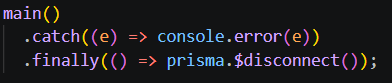 main()
  .catch((e) => console.error(e))
  .finally(() => prisma.$disconnect());